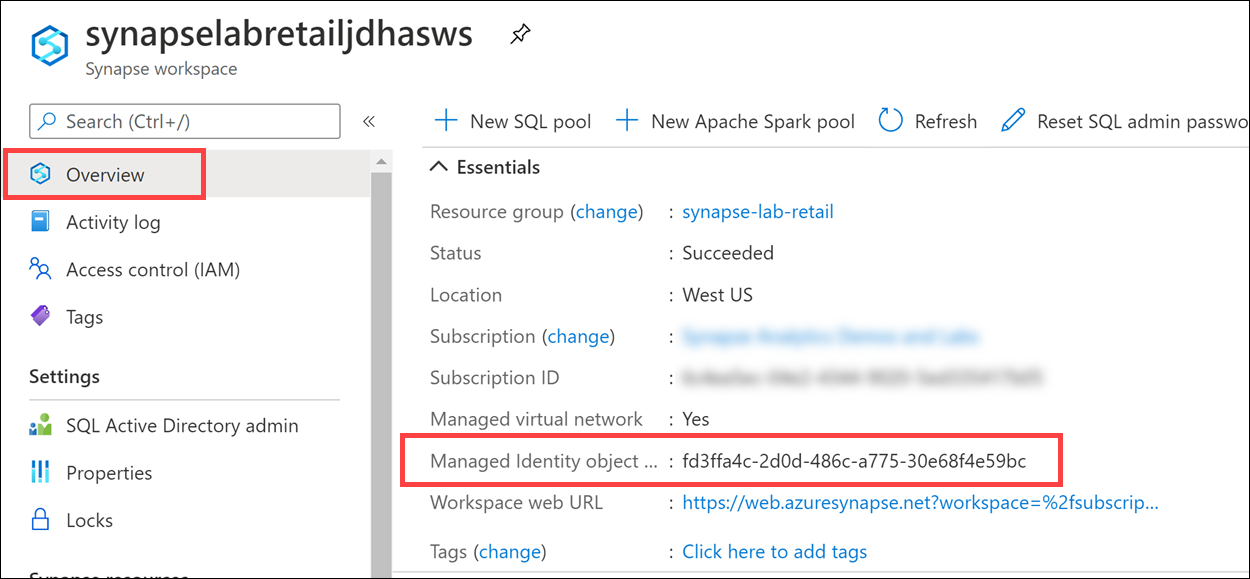 synapselabretailjdhasws
Synapse workspace
Search (Ctrl+/)
«
New SQL pool
New Apache Spark pool
Refresh
Reset SQL admin passwo
Overview
Activity log
Access control (IAM)
Tags
Settings
SQL Active Directory admin
Properties
Locks
Synapse resources
Essentials
Resource group (change) : synapse-lab-retail
Status : Succeeded
Location : West US
Subscription (change) :
Subscription ID :
Managed virtual network : Yes
Managed Identity object ... : fd3ffa4c-2d0d-486c-a775-30e68f4e59bc
Workspace web URL : https://web.azuresynapse.net?workspace=%2fsubscrip...
Tags (change) : Click here to add tags